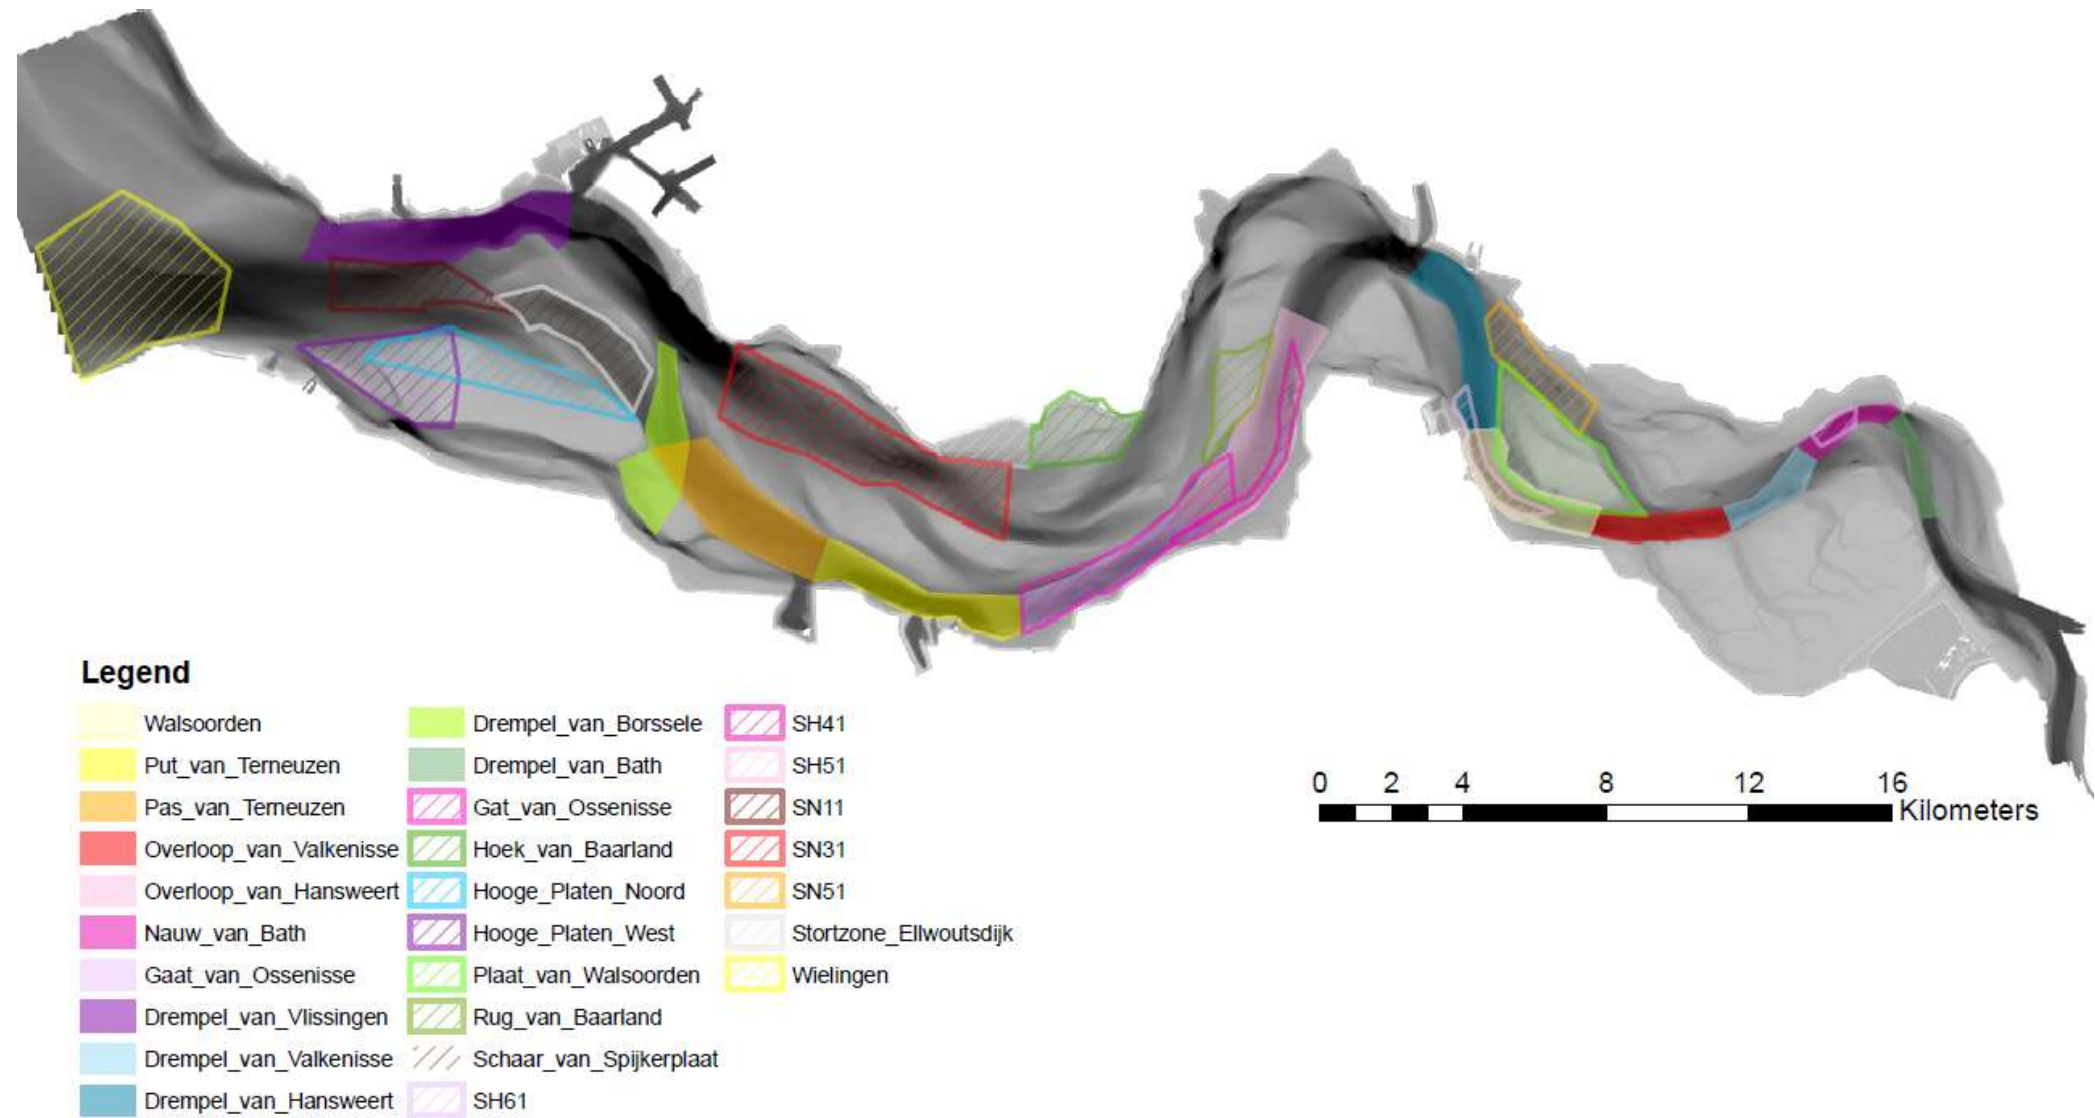 Legend
Walsoorden
Put_van_Terneuzen
Pas_van_Terneuzen
Overloop_van_Valkenisse
Overloop_van_Hansweert
Nauw_van_Bath
Gaat_van_Ossenisse
Drempel_van_Vlissingen
Drempel_van_Valkenisse
Drempel_van_Hansweert
Drempel_van_Borssele
Drempel_van_Bath
Gat_van_Ossenisse
Hoek_van_Baarland
Hooge_Platen_Noord
Hooge_Platen_West
Plaat_van_Walsoorden
Rug_van_Baarland
Schaar_van_Spijkerplaat
SH61
SH41
SH51
SN11
SN31
SN51
Stortzone_Ellwoutsdijk
Wielingen
0 2 4 8 12 16
Kilometers